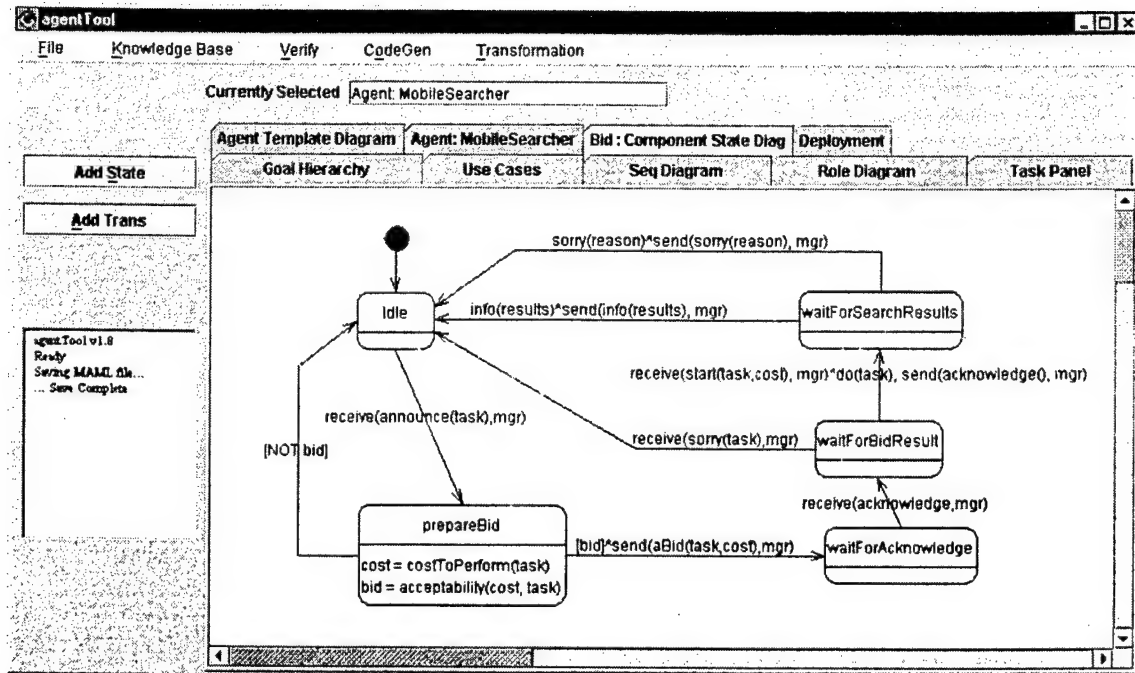 agentTool
File Knowledge Base Verify CodeGen Transformation
Currently Selected Agent: MobileSearcher
Agent Template Diagram Agent: MobileSearcher Bid : Component State Diag Deployment
Goal Hierarchy Use Cases Seq Diagram Role Diagram Task Panel
Add State
Add Trans
agentTool v1.8
Ready
Saving MAML file...
... Save Complete
sorry(reason)^send(sorry(reason), mgr)
Idle
info(results)^send(info(results), mgr)
waitForSearchResults
receive(start(task,cost), mgr)^do(task), send(acknowledge(), mgr)
receive(announce(task),mgr)
[NOT bid]
receive(sorry(task),mgr)
waitForBidResult
receive(acknowledge,mgr)
prepareBid
cost = costToPerform(task)
bid = acceptability(cost, task)
[bid]^send(aBid(task,cost),mgr)
waitForAcknowledge